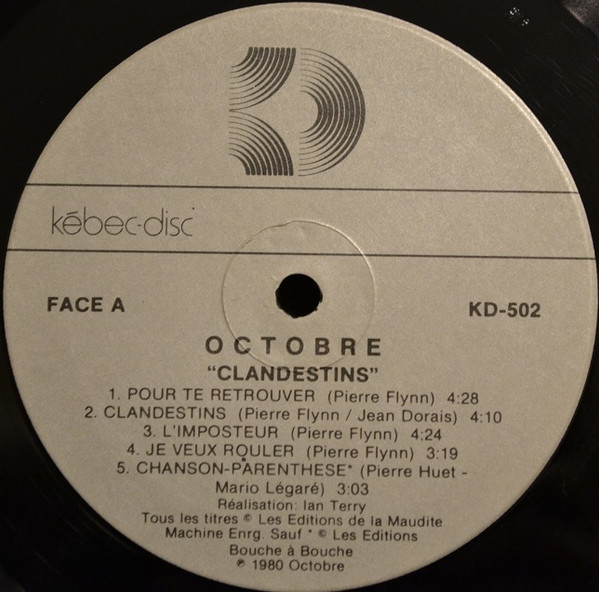 kébec-disc
FACE A
KD-502
OCTOBRE
"CLANDESTINS"
1. POUR TE RETROUVER (Pierre Flynn) 4:28
2. CLANDESTINS (Pierre Flynn / Jean Dorais) 4:10
3. L'IMPOSTEUR (Pierre Flynn) 4:24
4. JE VEUX ROULER (Pierre Flynn) 3:19
5. CHANSON-PARENTHESE* (Pierre Huet -
Mario Légaré) 3:03
Réalisation: Ian Terry
Tous les titres © Les Editions de la Maudite
Machine Enrg. Sauf * © Les Editions
Bouche à Bouche
℗ 1980 Octobre